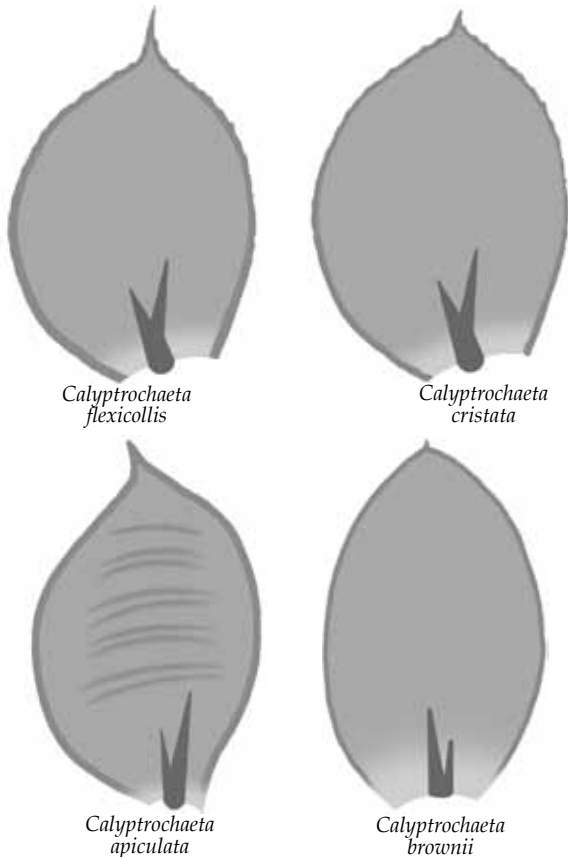 Calyptrochaeta
flexicollis
Calyptrochaeta
cristata
Calyptrochaeta
apiculata
Calyptrochaeta
brownii